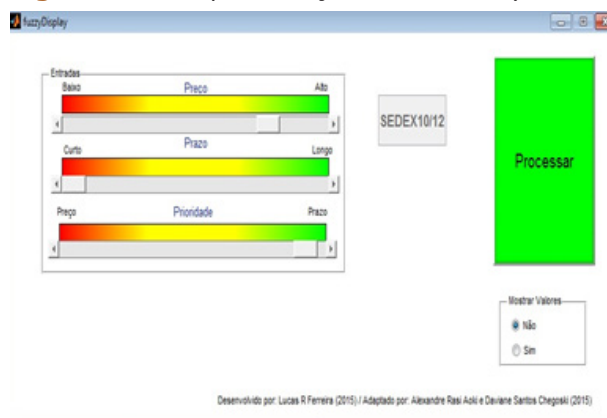 fuzzyDisplay
Entradas
Baixo Preço Alto
Curto Prazo Longo
Preço Prioridade Prazo
SEDEX10/12
Processar
Mostrar Valores
Não
Sim
Desenvolvido por: Lucas R Ferreira (2015) / Adaptado por: Alexandre Rasi Aoki e Daviane Santos Chegoski (2015)